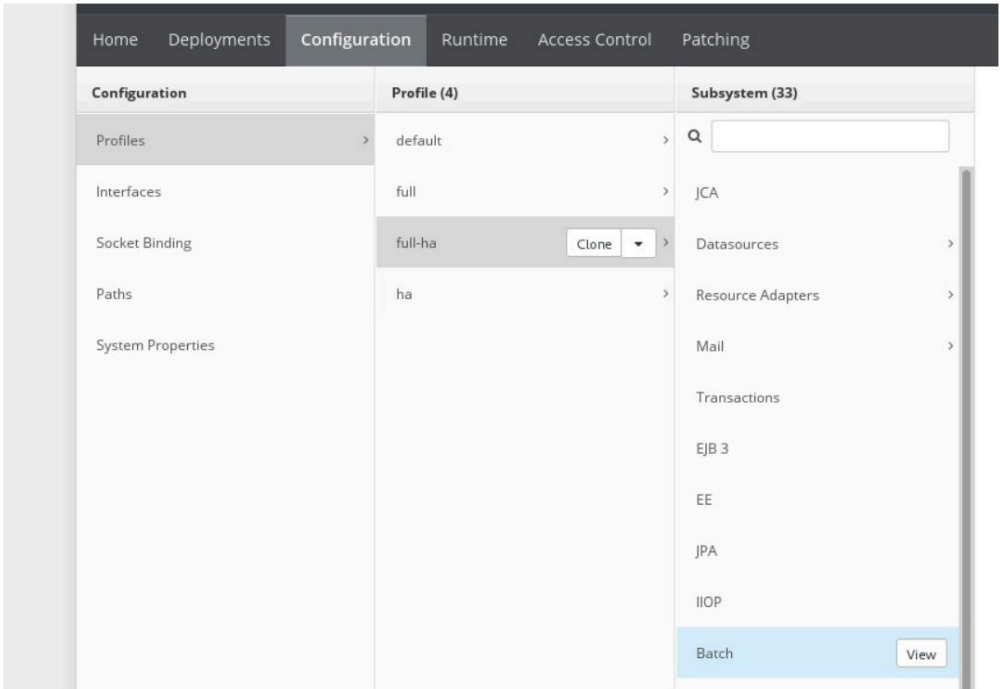 Home Deployments Configuration Runtime Access Control Patching
Configuration
Profiles
Interfaces
Socket Binding
Paths
System Properties
Profile (4)
default
full
full-ha Clone
ha
Subsystem (33)
JCA
Datasources
Resource Adapters
Mail
Transactions
EJB 3
EE
JPA
IIOP
Batch View